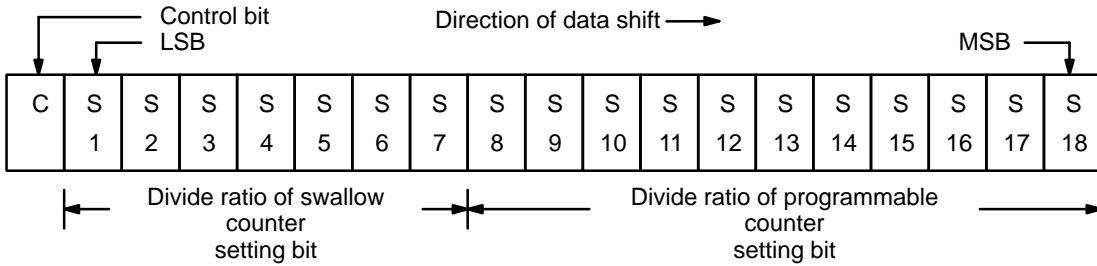 Control bit
Direction of data shift
LSB
MSB
C S S S S S S S S S S S S S S S S S S
1 2 3 4 5 6 7 8 9 10 11 12 13 14 15 16 17 18
Divide ratio of swallow
counter
setting bit
Divide ratio of programmable
counter
setting bit